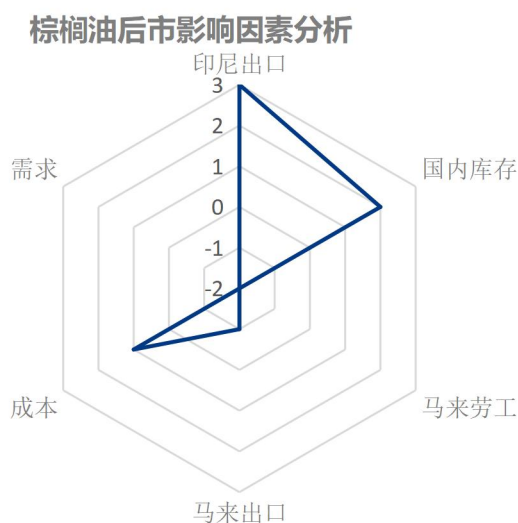 棕榈油后市影响因素分析
印尼出口
3
2
1
0
-1
-2
国内库存
马来劳工
马来出口
成本
需求